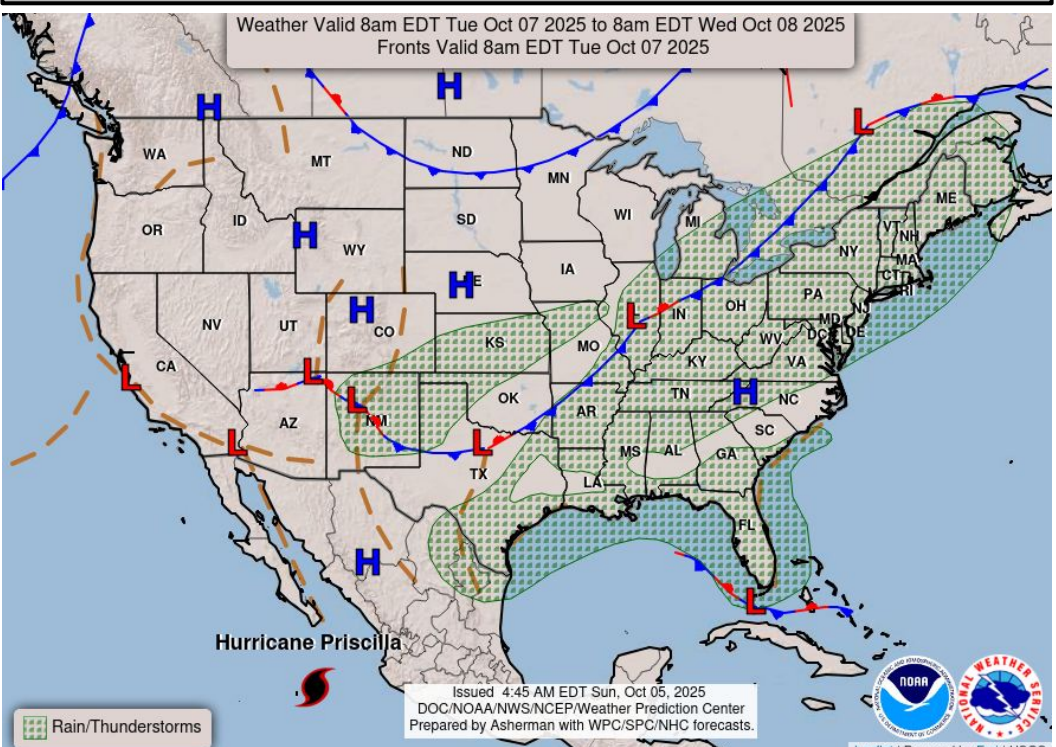 Weather Valid 8am EDT Tue Oct 07 2025 to 8am EDT Wed Oct 08 2025
Fronts Valid 8am EDT Tue Oct 07 2025
H
H
L
WA
MT
ND
MN
WI
MI
ME
VT
NH
NY
MA
CT
RI
OR
ID
H
WY
SD
IA
H
H
CO
NV
UT
CA
KS
MO
L
IN
OH
PA
NJ
MD
DE
DC
WV
VA
KY
L
L
L
NM
AZ
OK
AR
TN
H
NC
SC
L
L
TX
MS
AL
GA
LA
FL
H
L
Hurricane Priscilla
Issued 4:45 AM EDT Sun, Oct 05, 2025
DOC/NOAA/NWS/NCEP/Weather Prediction Center
Prepared by Asherman with WPC/SPC/NHC forecasts.
Rain/Thunderstorms
NOAA
NATIONAL WEATHER SERVICE